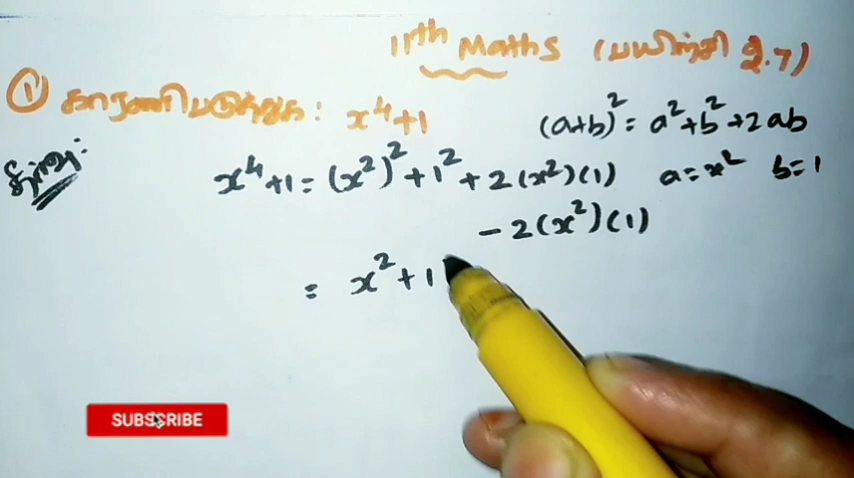 11th Maths (பயிற்சி 2.7)
① காரணிப்படுத்துக: x⁴+1
(a+b)² = a²+b²+2ab
தீர்வு:
x⁴+1 = (x²)²+1²+2(x²)(1) a=x² b=1
-2(x²)(1)
= x²+1
SUBSCRIBE